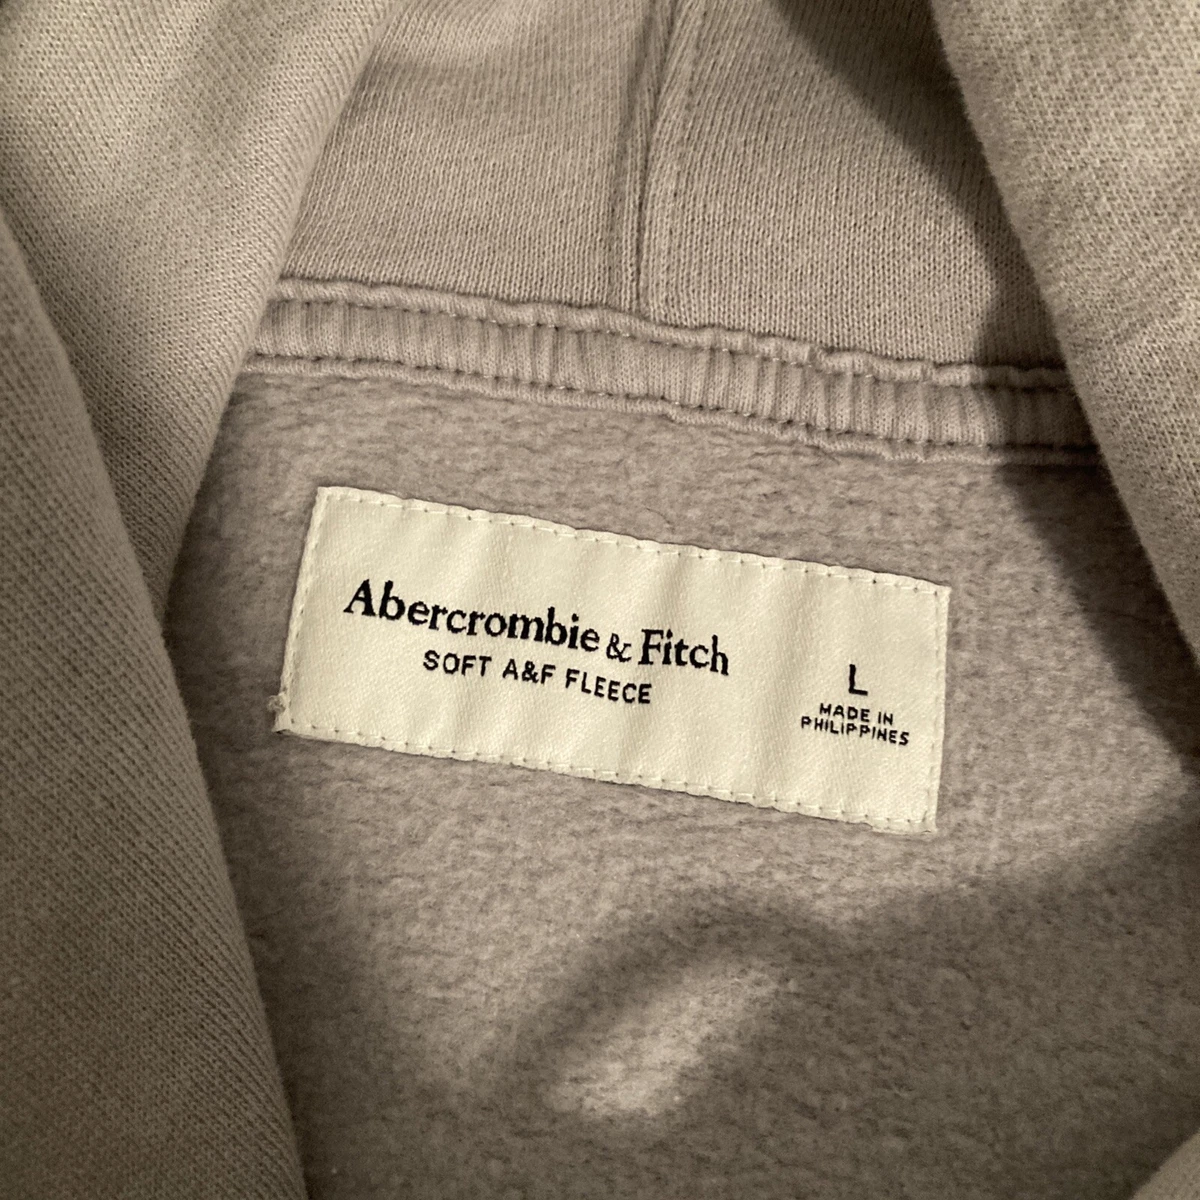 Abercrombie & Fitch
SOFT A&F FLEECE
L
MADE IN
PHILIPPINES